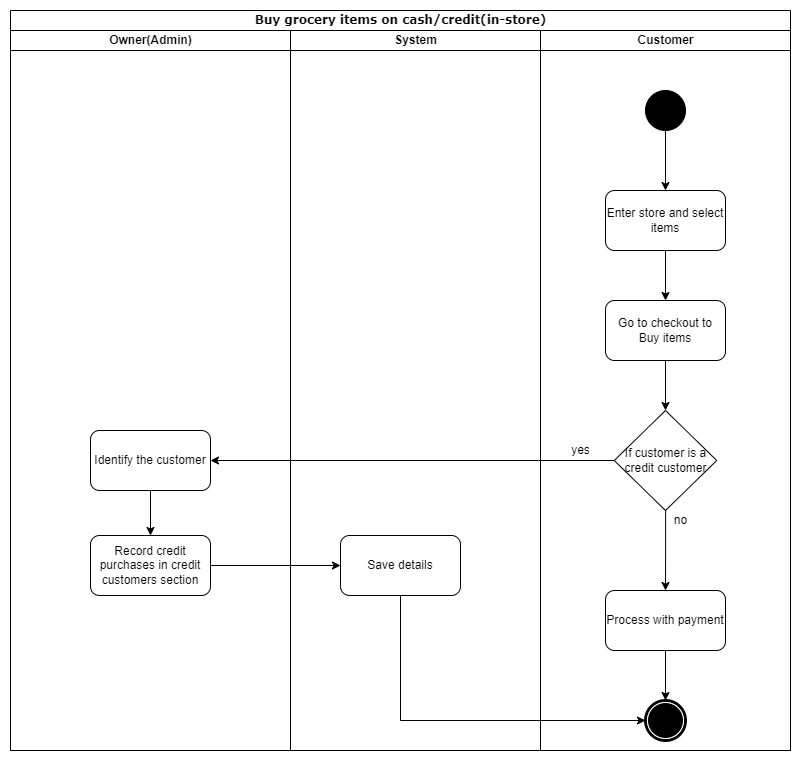 Buy grocery items on cash/credit(in-store)
Owner(Admin)
System
Customer
Enter store and select
items
Go to checkout to
Buy items
If customer is a
credit customer
yes
no
Identify the customer
Record credit
purchases in credit
customers section
Save details
Process with payment